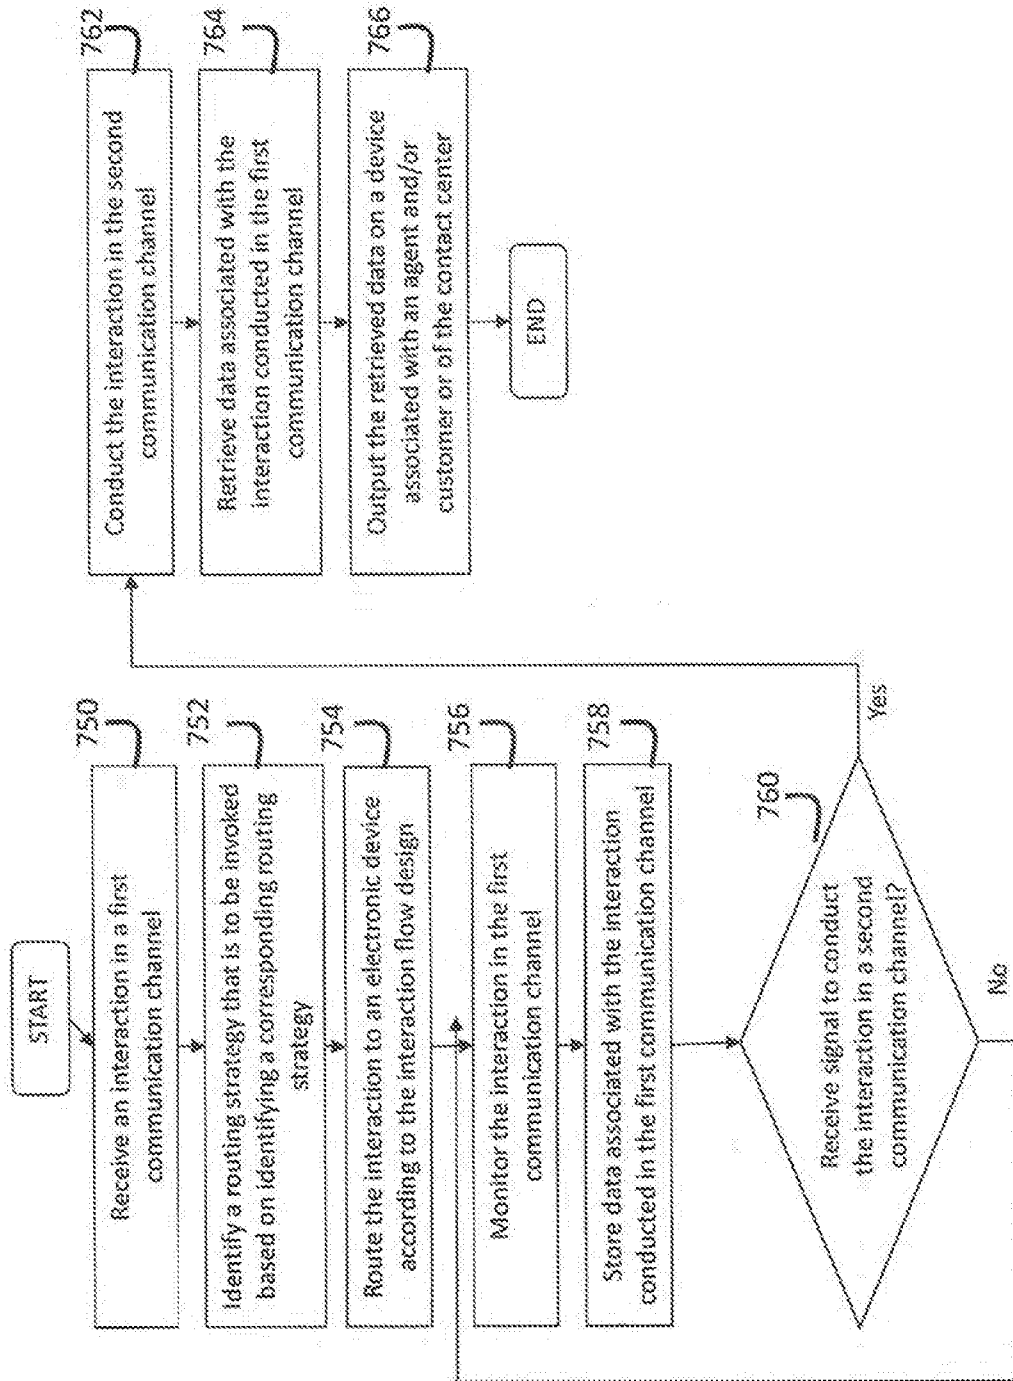 START
750
Receive an interaction in a first
communication channel
752
Identify a routing strategy that is to be invoked
based on identifying a corresponding routing
strategy
754
Route the interaction to an electronic device
according to the interaction flow design
756
Monitor the interaction in the first
communication channel
758
Store data associated with the interaction
conducted in the first communication channel
760
Receive signal to conduct
the interaction in a second
communication channel?
Yes
No
762
Conduct the interaction in the second
communication channel
764
Retrieve data associated with the
interaction conducted in the first
communication channel
766
Output the retrieved data on a device
associated with an agent and/or
customer or of the contact center
END